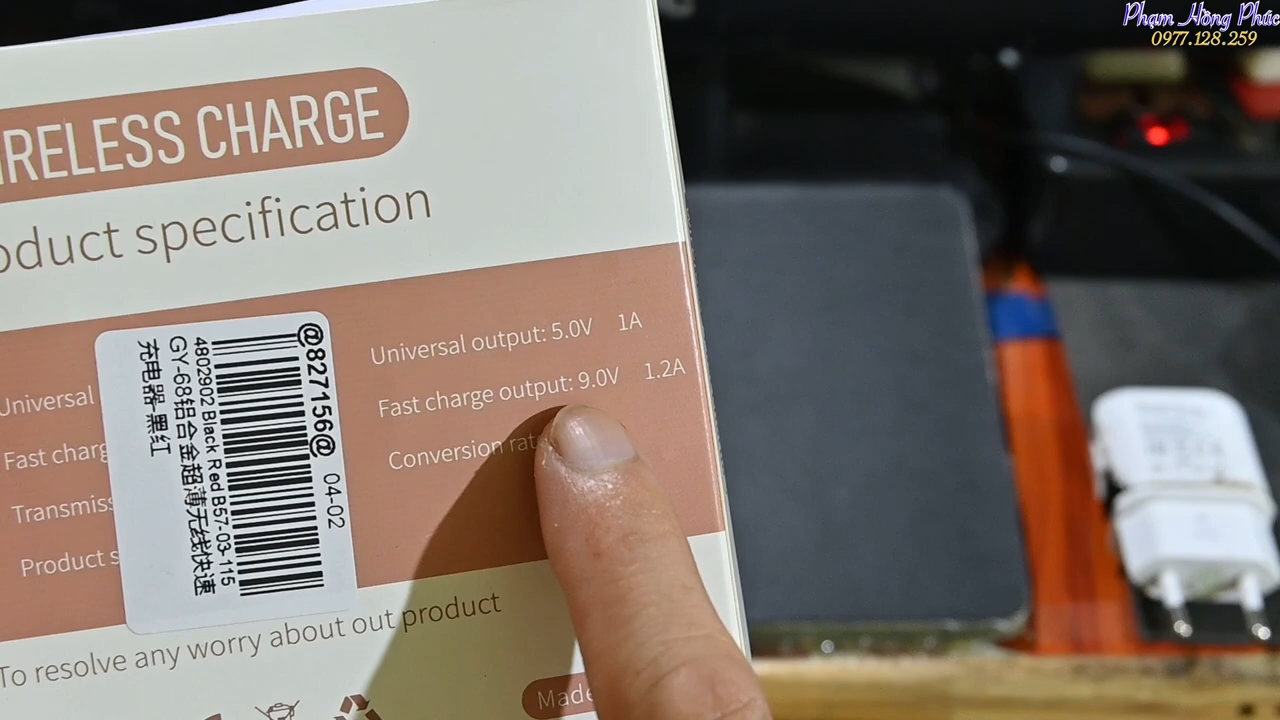 Phạm Hồng Phúc
0977.128.259
IRELESS CHARGE
oduct specification
Universal output: 5.0V 1A
Fast charge output: 9.0V 1.2A
Conversion rat
Universal
Fast charg
Transmiss
Product s
@827156@ 04-02
4802902 Black Red B57-03-115
GY-68铝合金超薄无线快速
充电器-黑红
To resolve any worry about out product
Made